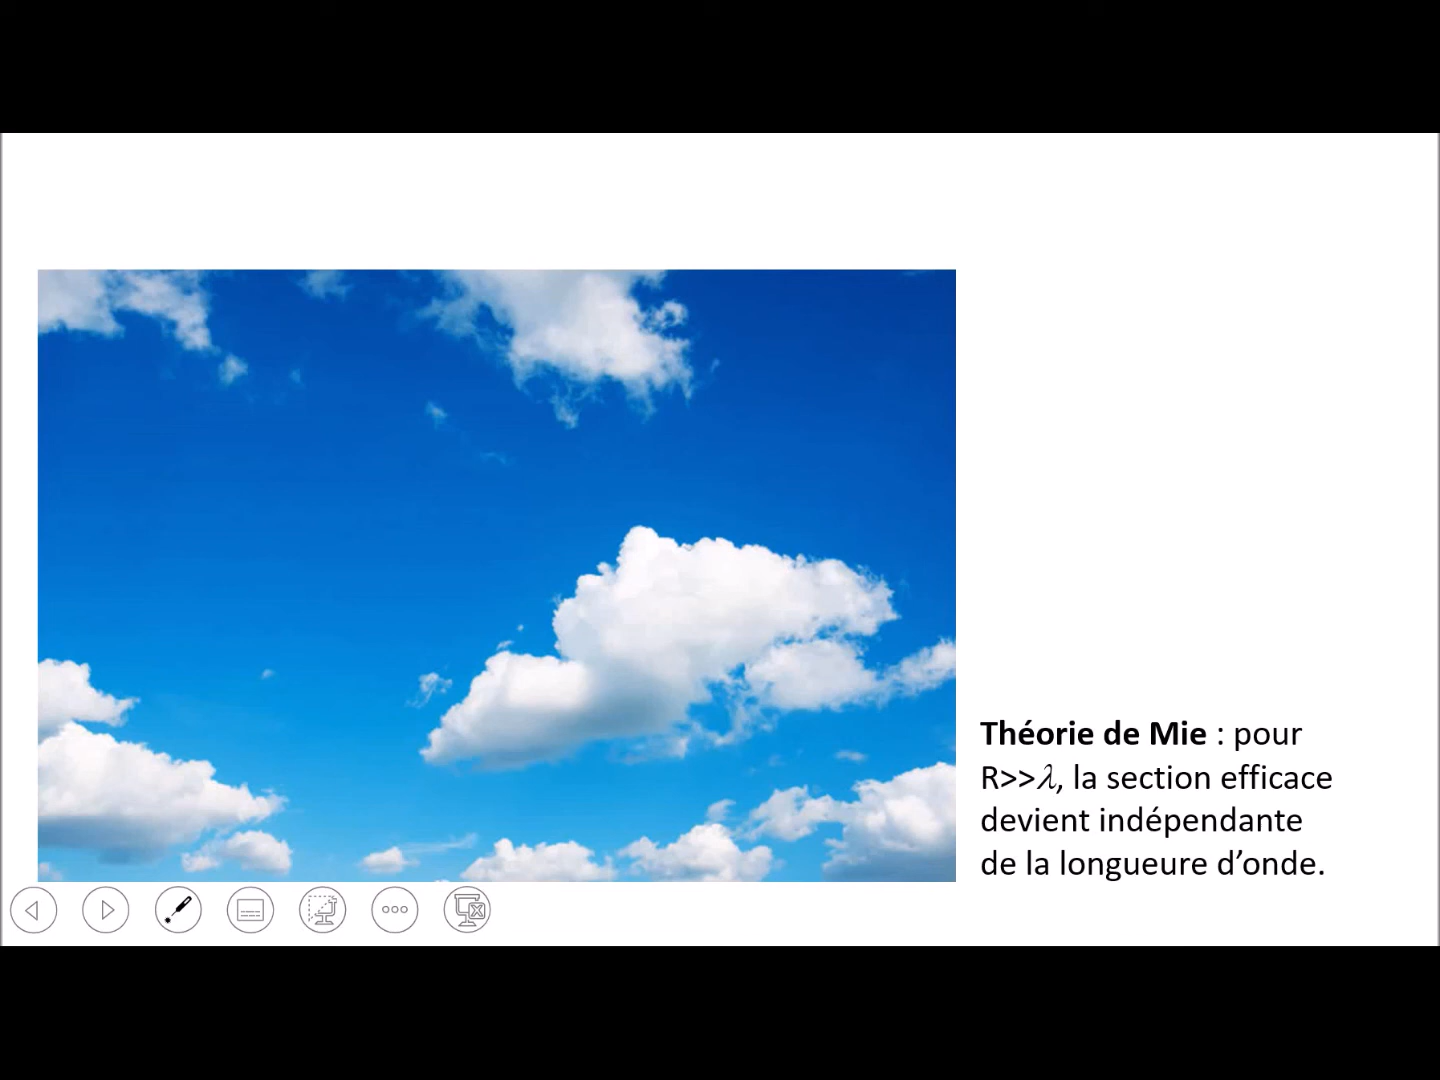 Théorie de Mie : pour
R>>λ, la section efficace
devient indépendante
de la longueure d’onde.